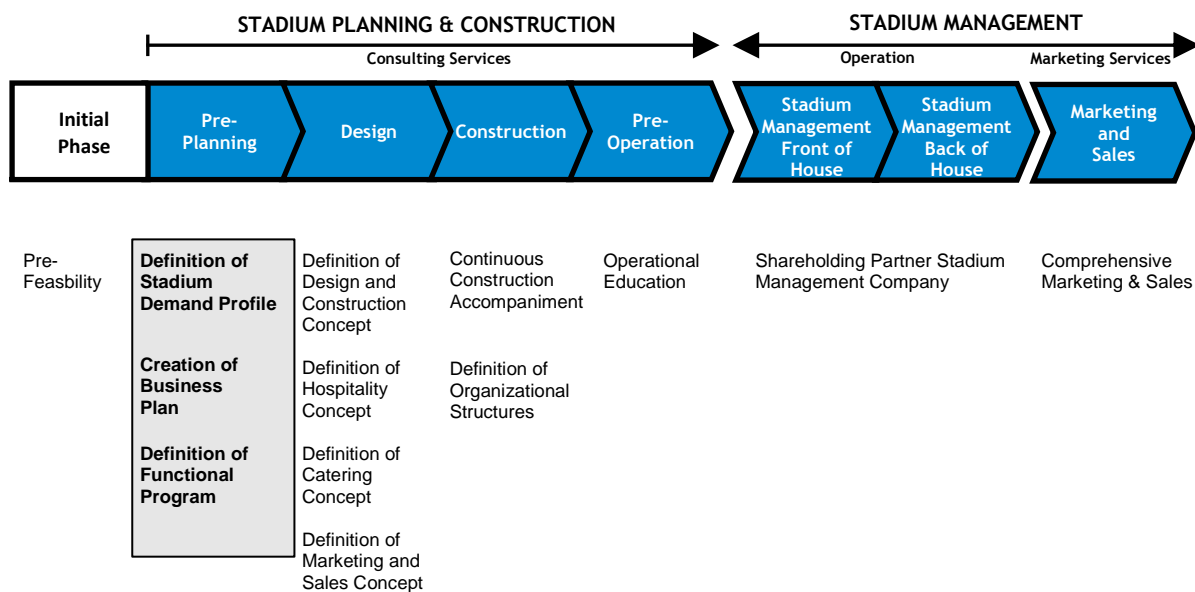 STADIUM PLANNING & CONSTRUCTION
STADIUM MANAGEMENT
Consulting Services
Operation
Marketing Services
Initial
Phase
Pre-
Planning
Design
Construction
Pre-
Operation
Stadium
Management
Front of
House
Stadium
Management
Back of
House
Marketing
and
Sales
Pre-
Feasbility
Definition of
Stadium
Demand Profile
Creation of
Business
Plan
Definition of
Functional
Program
Definition of
Design and
Construction
Concept
Definition of
Hospitality
Concept
Definition of
Catering
Concept
Definition of
Marketing and
Sales Concept
Continuous
Construction
Accompaniment
Definition of
Organizational
Structures
Operational
Education
Shareholding Partner Stadium
Management Company
Comprehensive
Marketing & Sales